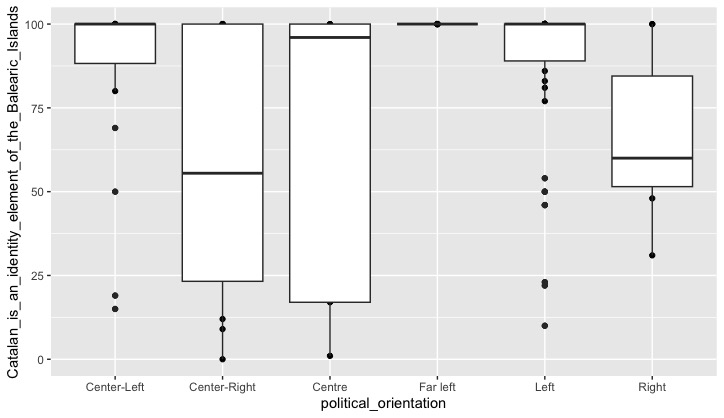 Catalan_is_an_identity_element_of_the_Balearic_Islands
100
75
50
25
0
Center-Left Center-Right Centre Far left Left Right
political_orientation